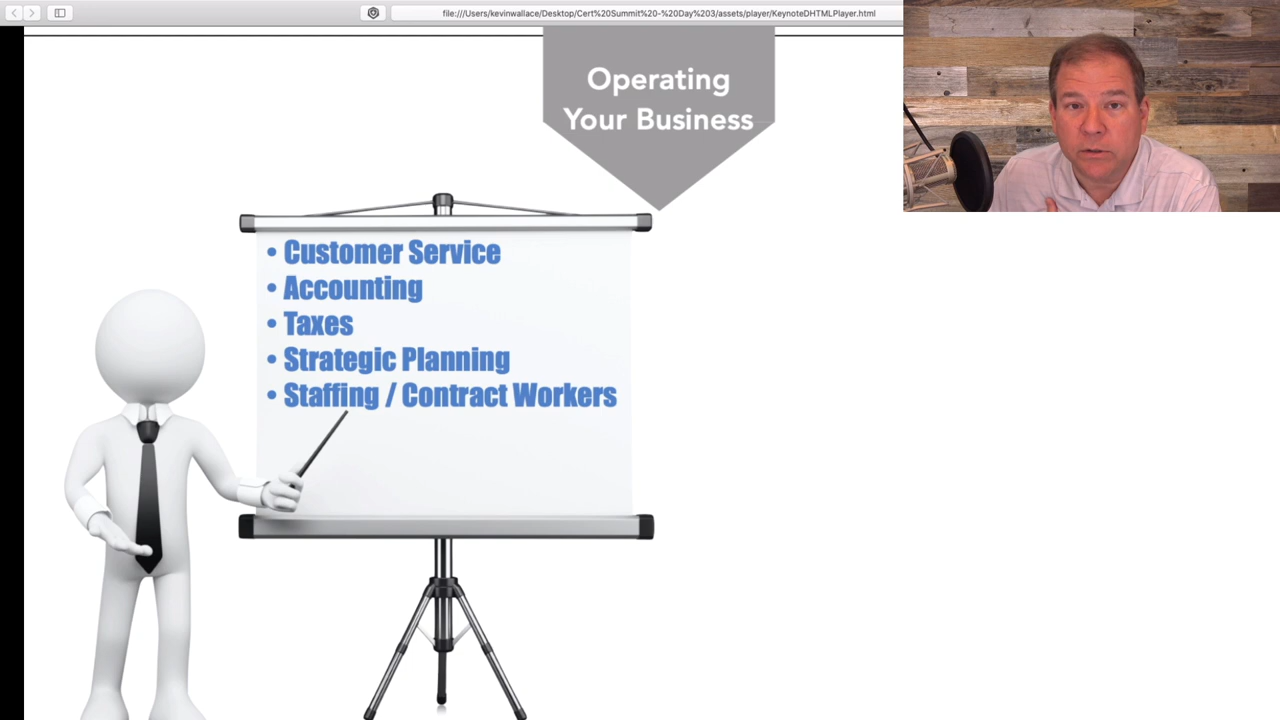 file:///Users/kevinwallace/Desktop/Cert%20Summit%20-%20Day%203/assets/player/KeynoteDHTMLPlayer.html
Operating
Your Business
• Customer Service
• Accounting
• Taxes
• Strategic Planning
• Staffing / Contract Workers